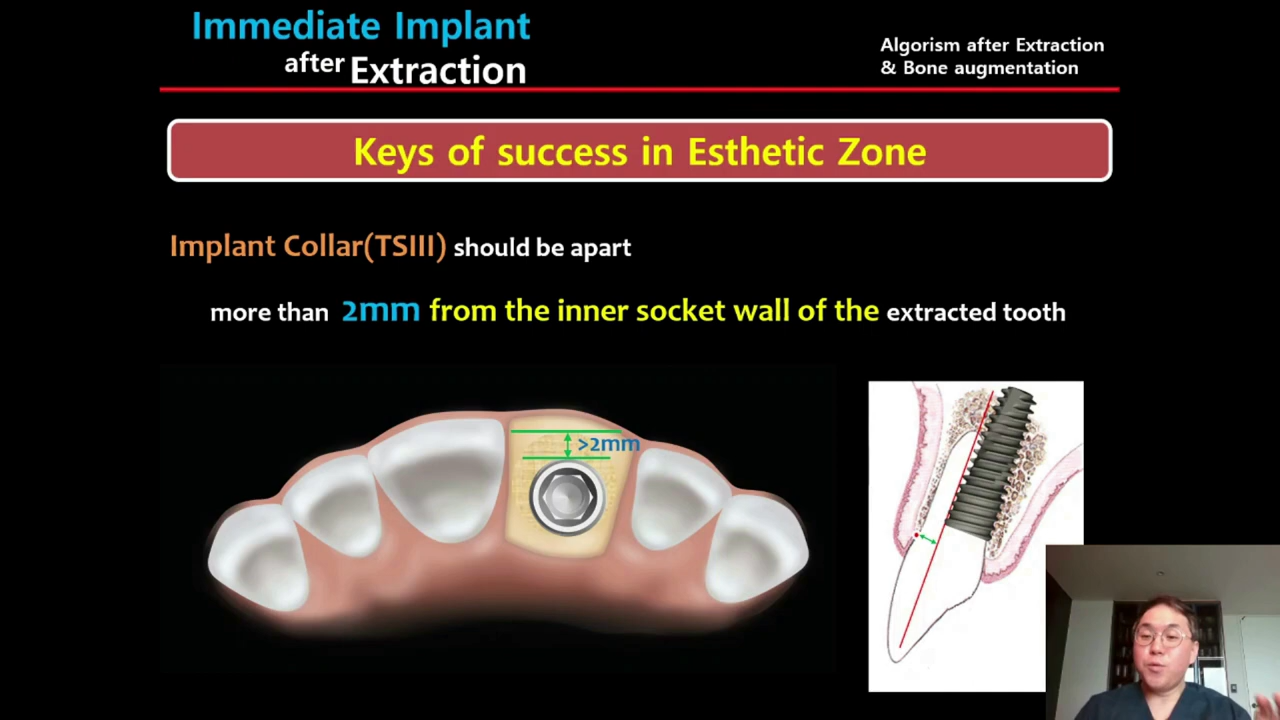 Immediate Implant
after Extraction
Algorism after Extraction
& Bone augmentation
Keys of success in Esthetic Zone
Implant Collar(TSIII) should be apart
more than 2mm from the inner socket wall of the extracted tooth
>2mm